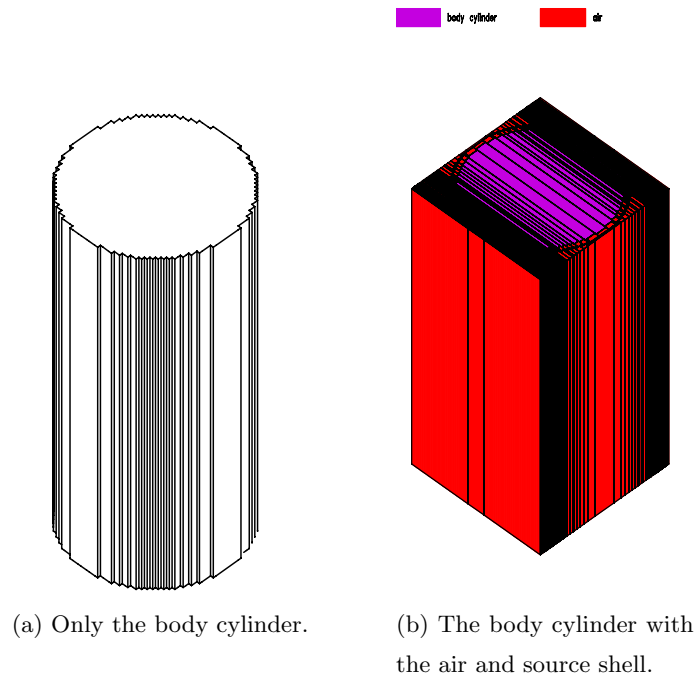 body cylinder air
(a) Only the body cylinder.
(b) The body cylinder with
the air and source shell.